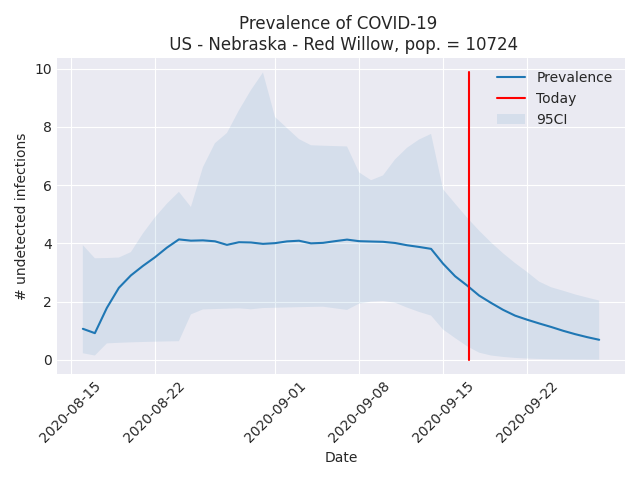 Prevalence of COVID-19
US - Nebraska - Red Willow, pop. = 10724
10
8
6
4
2
0
# undetected infections
Prevalence
Today
95CI
2020-08-15
2020-08-22
2020-09-01
2020-09-08
2020-09-15
2020-09-22
Date